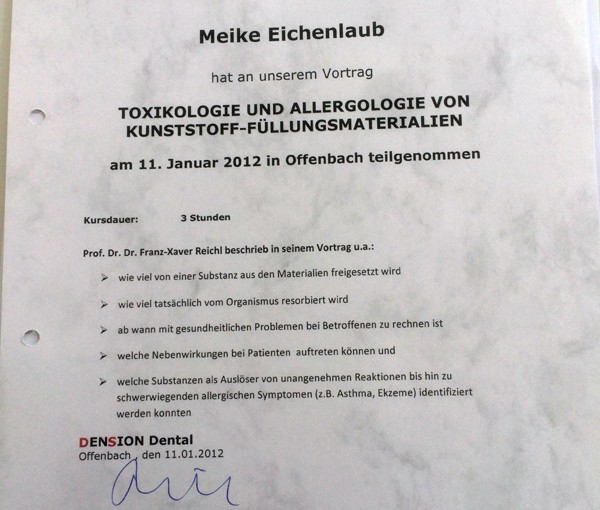 Meike Eichenlaub
hat an unserem Vortrag
TOXIKOLOGIE UND ALLERGOLOGIE VON
KUNSTSTOFF-FÜLLUNGSMATERIALIEN
am 11. Januar 2012 in Offenbach teilgenommen
Kursdauer: 3 Stunden
Prof. Dr. Dr. Franz-Xaver Reichl beschrieb in seinem Vortrag u.a.:
➢ wie viel von einer Substanz aus den Materialien freigesetzt wird
➢ wie viel tatsächlich vom Organismus resorbiert wird
➢ ab wann mit gesundheitlichen Problemen bei Betroffenen zu rechnen ist
➢ welche Nebenwirkungen bei Patienten auftreten können und
➢ welche Substanzen als Auslöser von unangenehmen Reaktionen bis hin zu
schwerwiegenden allergischen Symptomen (z.B. Asthma, Ekzeme) identifiziert
werden konnten
DENSION Dental
Offenbach , den 11.01.2012